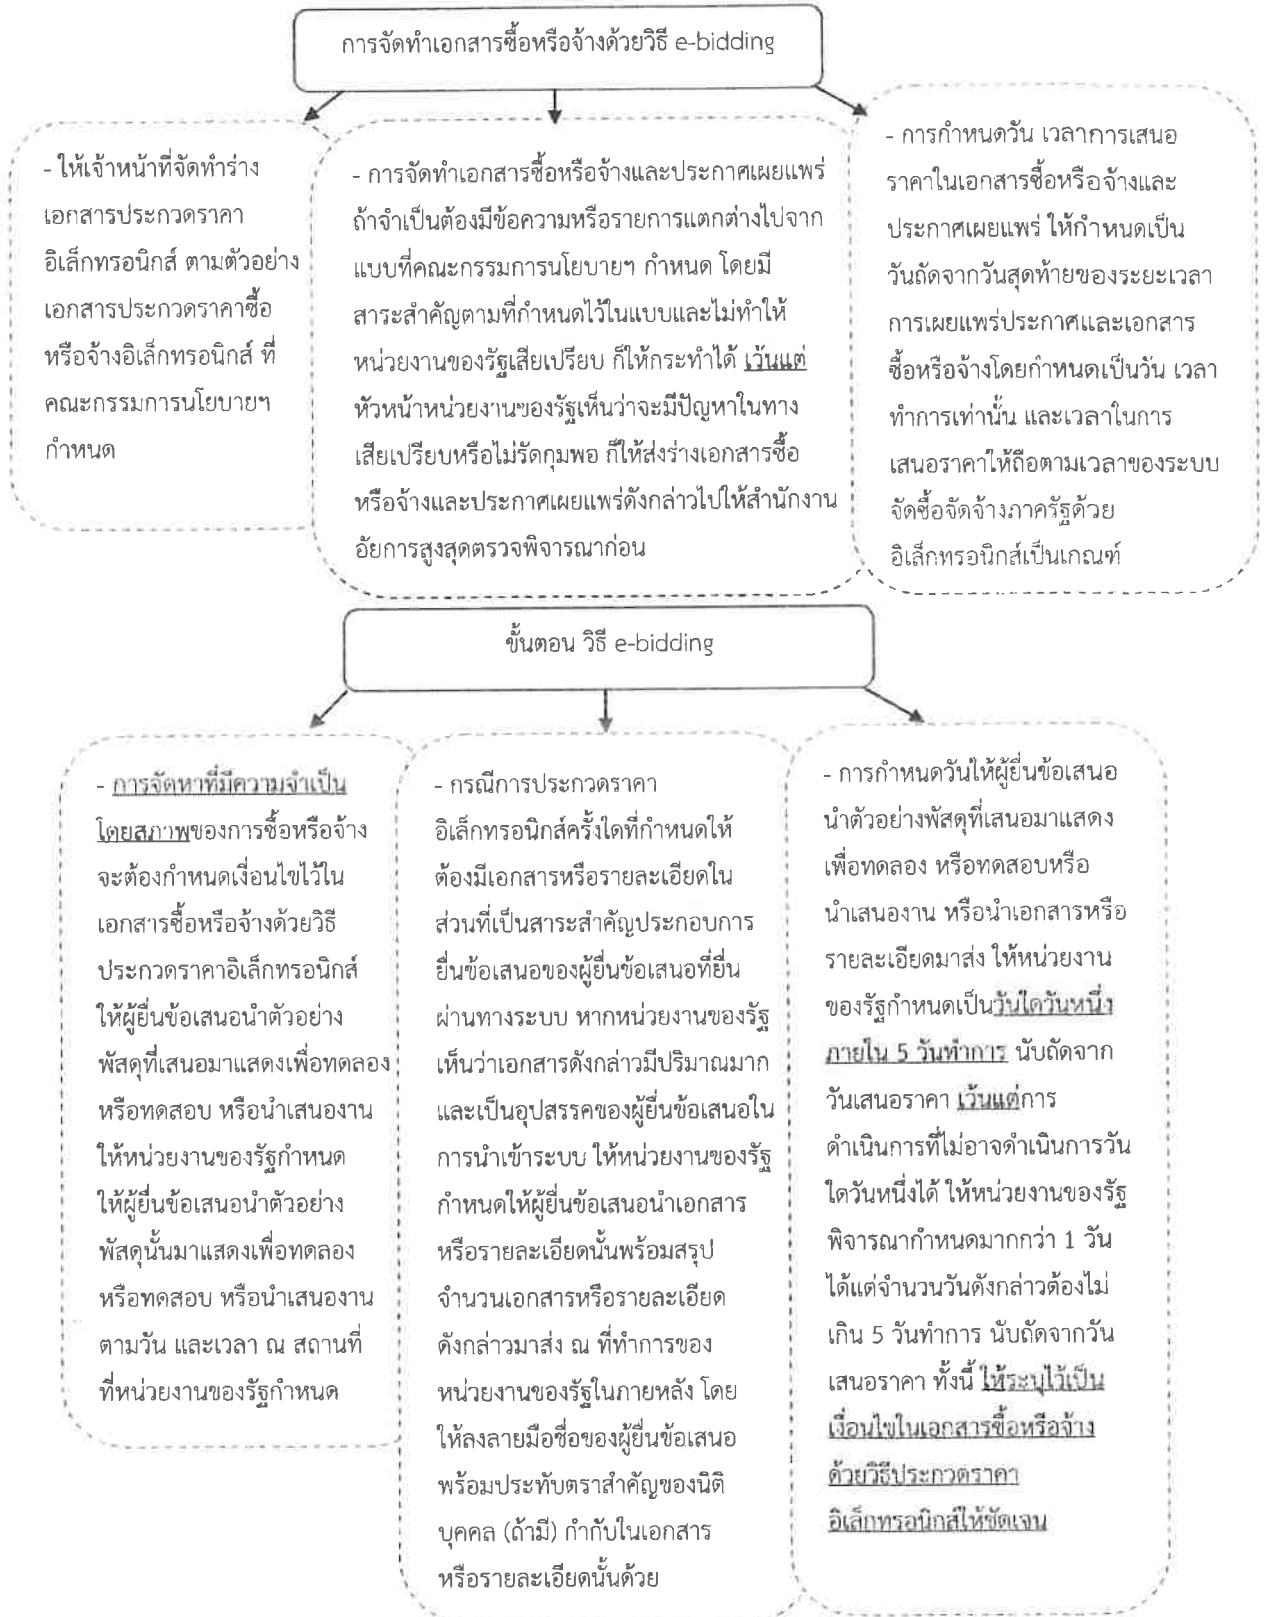 การจัดทำเอกสารซื้อหรือจ้างด้วยวิธี e-bidding
- ให้เจ้าหน้าที่จัดทำร่าง
เอกสารประกวดราคา
อิเล็กทรอนิกส์ ตามตัวอย่าง
เอกสารประกวดราคาซื้อ
หรือจ้างอิเล็กทรอนิกส์ ที่
คณะกรรมการนโยบายฯ
กำหนด
- การจัดทำเอกสารซื้อหรือจ้างและประกาศเผยแพร่
ถ้าจำเป็นต้องมีข้อความหรือรายการแตกต่างไปจาก
แบบที่คณะกรรมการนโยบายฯ กำหนด โดยมี
สาระสำคัญตามที่กำหนดไว้ในแบบและไม่ทำให้
หน่วยงานของรัฐเสียเปรียบ ก็ให้กระทำได้ เว้นแต่
หัวหน้าหน่วยงานของรัฐเห็นว่าจะมีปัญหาในทาง
เสียเปรียบหรือไม่รัดกุมพอ ก็ให้ส่งร่างเอกสารซื้อ
หรือจ้างและประกาศเผยแพร่ดังกล่าวไปให้สำนักงาน
อัยการสูงสุดตรวจพิจารณาก่อน
- การกำหนดวัน เวลาการเสนอ
ราคาในเอกสารซื้อหรือจ้างและ
ประกาศเผยแพร่ ให้กำหนดเป็น
วันถัดจากวันสุดท้ายของระยะเวลา
การเผยแพร่ประกาศและเอกสาร
ซื้อหรือจ้างโดยกำหนดเป็นวัน เวลา
ทำการเท่านั้น และเวลาในการ
เสนอราคาให้ถือตามเวลาของระบบ
จัดซื้อจัดจ้างภาครัฐด้วย
อิเล็กทรอนิกส์เป็นเกณฑ์
ขั้นตอน วิธี e-bidding
- การจัดหาที่มีความจำเป็น
โดยสภาพของการซื้อหรือจ้าง
จะต้องกำหนดเงื่อนไขไว้ใน
เอกสารซื้อหรือจ้างด้วยวิธี
ประกวดราคาอิเล็กทรอนิกส์
ให้ผู้ยื่นข้อเสนอนำตัวอย่าง
พัสดุที่เสนอมาแสดงเพื่อทดลอง
หรือทดสอบ หรือนำเสนองาน
ให้หน่วยงานของรัฐกำหนด
ให้ผู้ยื่นข้อเสนอนำตัวอย่าง
พัสดุนั้นมาแสดงเพื่อทดลอง
หรือทดสอบ หรือนำเสนองาน
ตามวัน และเวลา ณ สถานที่
ที่หน่วยงานของรัฐกำหนด
- กรณีการประกวดราคา
อิเล็กทรอนิกส์ครั้งใดที่กำหนดให้
ต้องมีเอกสารหรือรายละเอียดใน
ส่วนที่เป็นสาระสำคัญประกอบการ
ยื่นข้อเสนอของผู้ยื่นข้อเสนอที่ยื่น
ผ่านทางระบบ หากหน่วยงานของรัฐ
เห็นว่าเอกสารดังกล่าวมีปริมาณมาก
และเป็นอุปสรรคของผู้ยื่นข้อเสนอใน
การนำเข้าระบบ ให้หน่วยงานของรัฐ
กำหนดให้ผู้ยื่นข้อเสนอนำเอกสาร
หรือรายละเอียดนั้นพร้อมสรุป
จำนวนเอกสารหรือรายละเอียด
ดังกล่าวมาส่ง ณ ที่ทำการของ
หน่วยงานของรัฐในภายหลัง โดย
ให้ลงลายมือชื่อของผู้ยื่นข้อเสนอ
พร้อมประทับตราสำคัญของนิติ
บุคคล (ถ้ามี) กำกับในเอกสาร
หรือรายละเอียดนั้นด้วย
- การกำหนดวันให้ผู้ยื่นข้อเสนอ
นำตัวอย่างพัสดุที่เสนอมาแสดง
เพื่อทดลอง หรือทดสอบหรือ
นำเสนองาน หรือนำเอกสารหรือ
รายละเอียดมาส่ง ให้หน่วยงาน
ของรัฐกำหนดเป็นวันใดวันหนึ่ง
ภายใน 5 วันทำการ นับถัดจาก
วันเสนอราคา เว้นแต่การ
ดำเนินการที่ไม่อาจดำเนินการวัน
ใดวันหนึ่งได้ ให้หน่วยงานของรัฐ
พิจารณากำหนดมากกว่า 1 วัน
ได้แต่จำนวนวันดังกล่าวต้องไม่
เกิน 5 วันทำการ นับถัดจากวัน
เสนอราคา ทั้งนี้ ให้ระบุไว้เป็น
เงื่อนไขในเอกสารซื้อหรือจ้าง
ด้วยวิธีประกวดราคา
อิเล็กทรอนิกส์ให้ชัดเจน